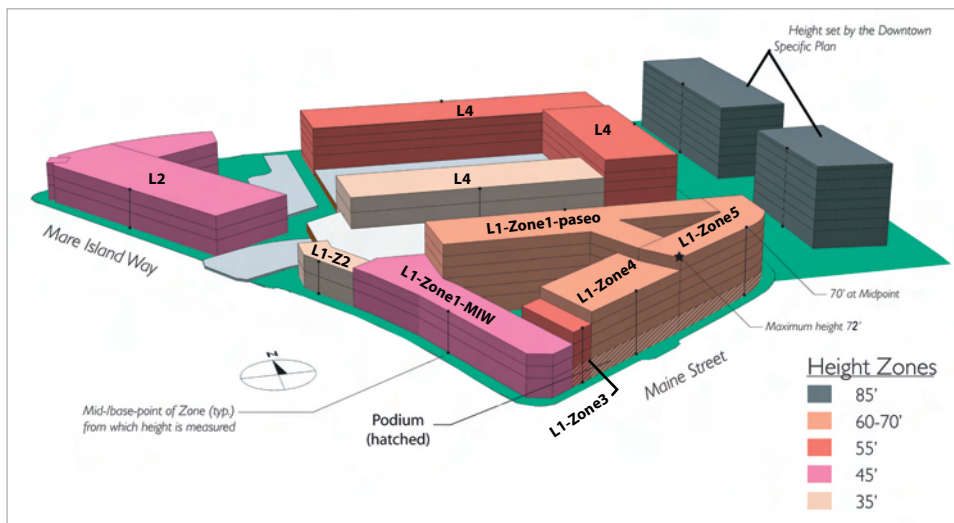 Height set by the Downtown
Specific Plan
L4
L4
L2
L4
L1-Zone1-paseo
L1-Zone5
Mare Island Way
L1-Z2
L1-Zone4
L1-Zone1-MIW
70' at Midpoint
Maximum height 72'
N
Maine Street
Height Zones
85'
60-70'
55'
45'
35'
Mid-/base-point of Zone (typ.)
from which height is measured
Podium
(hatched)
L1-Zone3